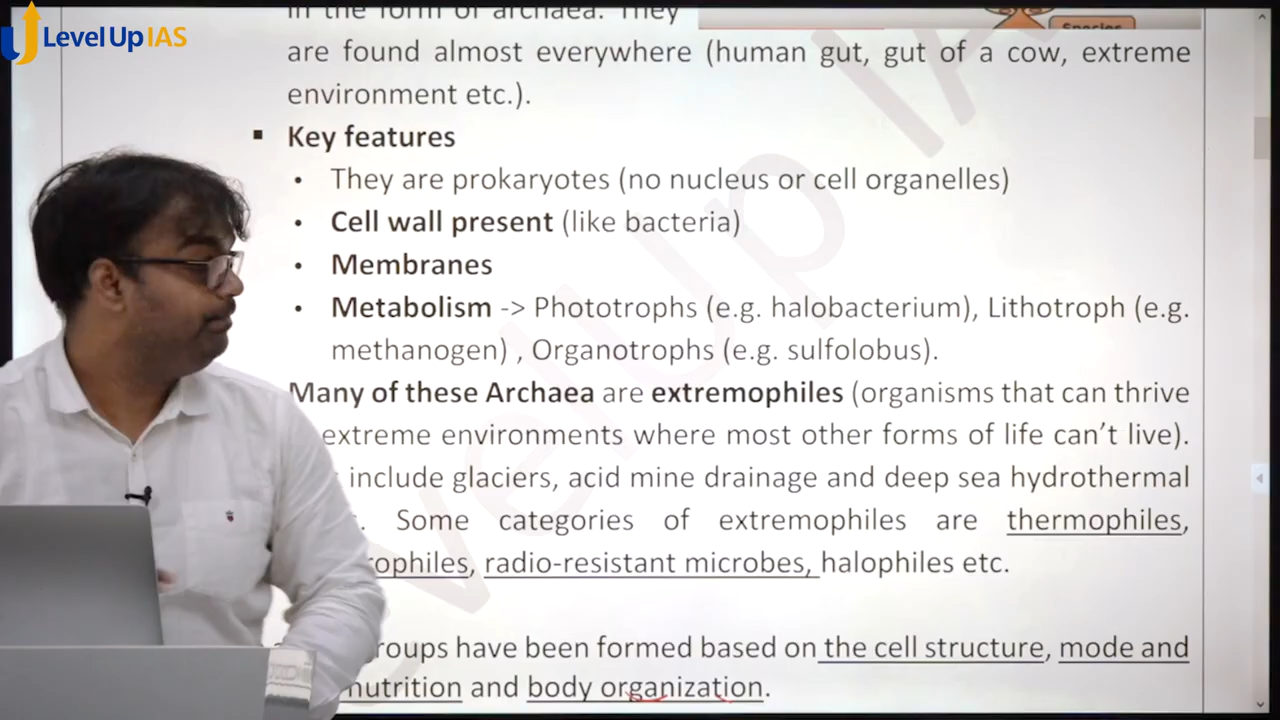 Level Up IAS
in the form of archaea. They
Species
are found almost everywhere (human gut, gut of a cow, extreme
environment etc.).
▪ Key features
• They are prokaryotes (no nucleus or cell organelles)
• Cell wall present (like bacteria)
• Membranes
• Metabolism -> Phototrophs (e.g. halobacterium), Lithotroph (e.g.
methanogen) , Organotrophs (e.g. sulfolobus).
Many of these Archaea are extremophiles (organisms that can thrive
extreme environments where most other forms of life can't live).
include glaciers, acid mine drainage and deep sea hydrothermal
. Some categories of extremophiles are thermophiles,
radio-resistant microbes, halophiles etc.
have been formed based on the cell structure, mode and
nutrition and body organization.